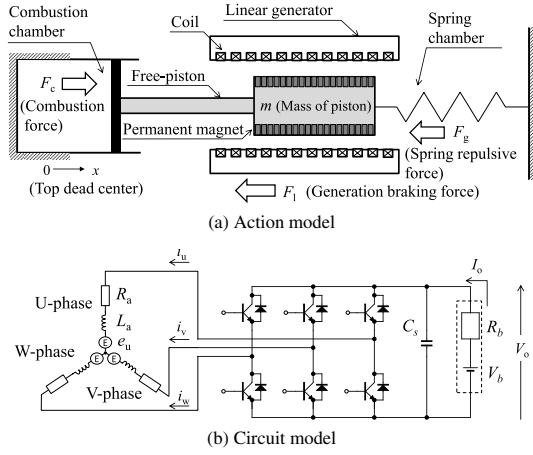 Combustion
chamber
Linear generator
Coil
Spring
chamber
Free-piston
F_c
(Combustion
force)
m (Mass of piston)
Permanent magnet
F_g
(Spring repulsive
force)
0 → x
(Top dead center)
F_l (Generation braking force)
(a) Action model
i_u
U-phase
R_a
L_a
e_u
i_v
W-phase
V-phase
i_w
E
E
E
C_s
I_o
R_b
V_b
V_o
(b) Circuit model